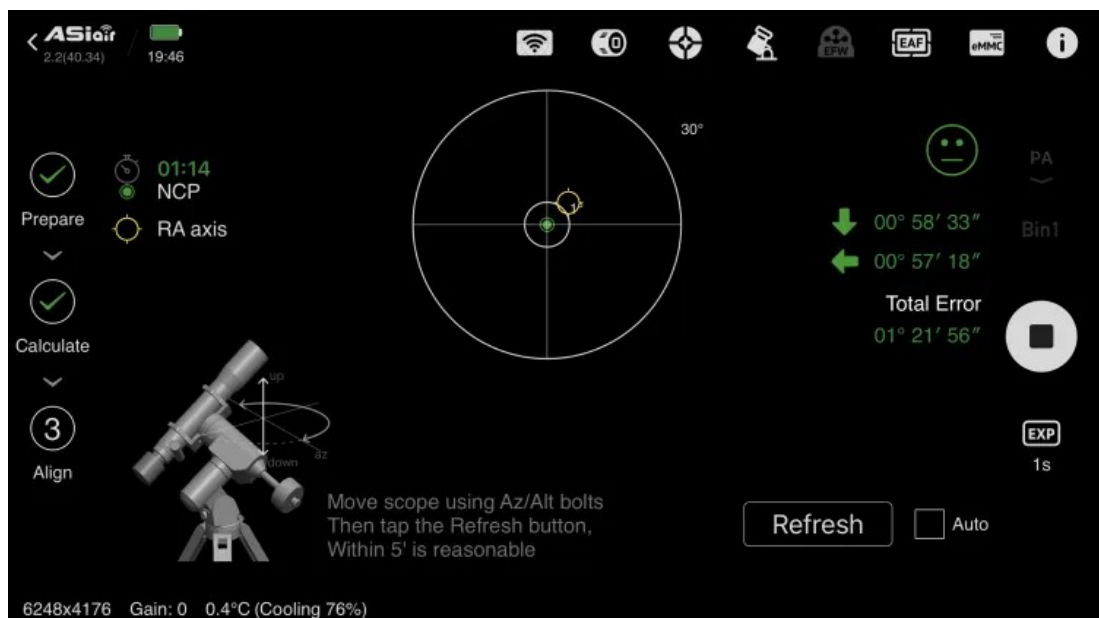 ASiair
2.2(40.34)
19:46
0
EFW
EAF
eMMC
i
30°
1°
01:14
NCP
RA axis
Prepare
Calculate
3
Align
up
down
az
00° 58′ 33″
00° 57′ 18″
Total Error
01° 21′ 56″
PA
Bin1
EXP
1s
Move scope using Az/Alt bolts
Then tap the Refresh button,
Within 5' is reasonable
Refresh
Auto
6248x4176 Gain: 0 0.4°C (Cooling 76%)